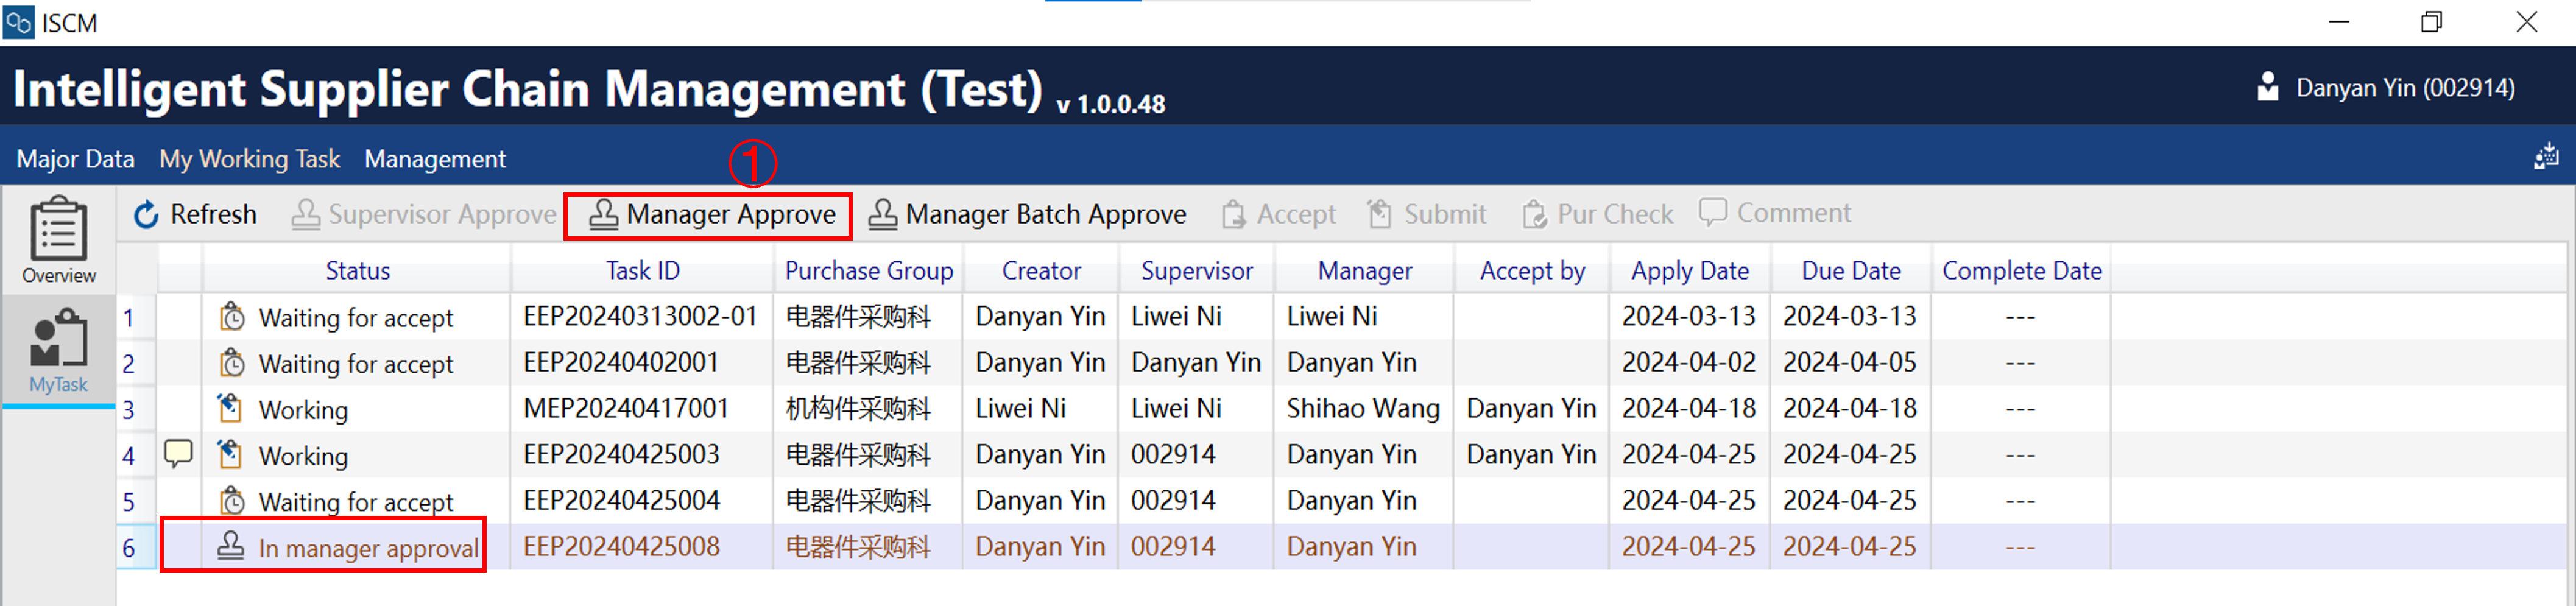 ISCM
Intelligent Supplier Chain Management (Test) v 1.0.0.48 Danyan Yin (002914)
Major Data My Working Task Management
①
Refresh Supervisor Approve Manager Approve Manager Batch Approve Accept Submit Pur Check Comment
Overview
MyTask
Status Task ID Purchase Group Creator Supervisor Manager Accept by Apply Date Due Date Complete Date
1 Waiting for accept EEP20240313002-01 电器件采购科 Danyan Yin Liwei Ni Liwei Ni 2024-03-13 2024-03-13 ---
2 Waiting for accept EEP20240402001 电器件采购科 Danyan Yin Danyan Yin Danyan Yin 2024-04-02 2024-04-05 ---
3 Working MEP20240417001 机构件采购科 Liwei Ni Liwei Ni Shihao Wang Danyan Yin 2024-04-18 2024-04-18 ---
4 Working EEP20240425003 电器件采购科 Danyan Yin 002914 Danyan Yin Danyan Yin 2024-04-25 2024-04-25 ---
5 Waiting for accept EEP20240425004 电器件采购科 Danyan Yin 002914 Danyan Yin 2024-04-25 2024-04-25 ---
6 In manager approval EEP20240425008 电器件采购科 Danyan Yin 002914 Danyan Yin 2024-04-25 2024-04-25 ---